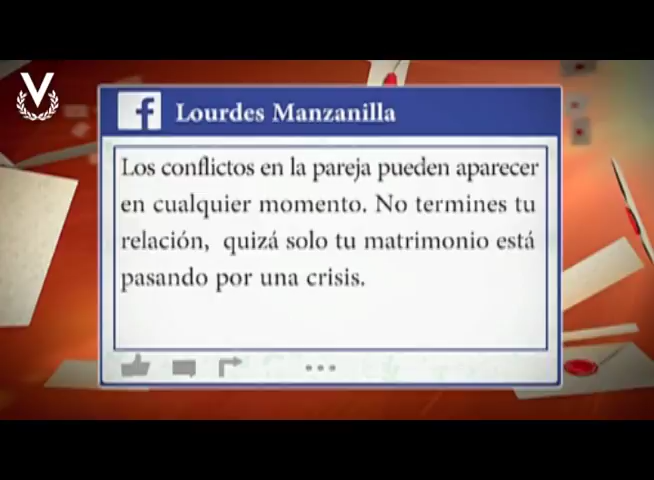 Lourdes Manzanilla
Los conflictos en la pareja pueden aparecer
en cualquier momento. No termines tu
relación, quizá solo tu matrimonio está
pasando por una crisis.